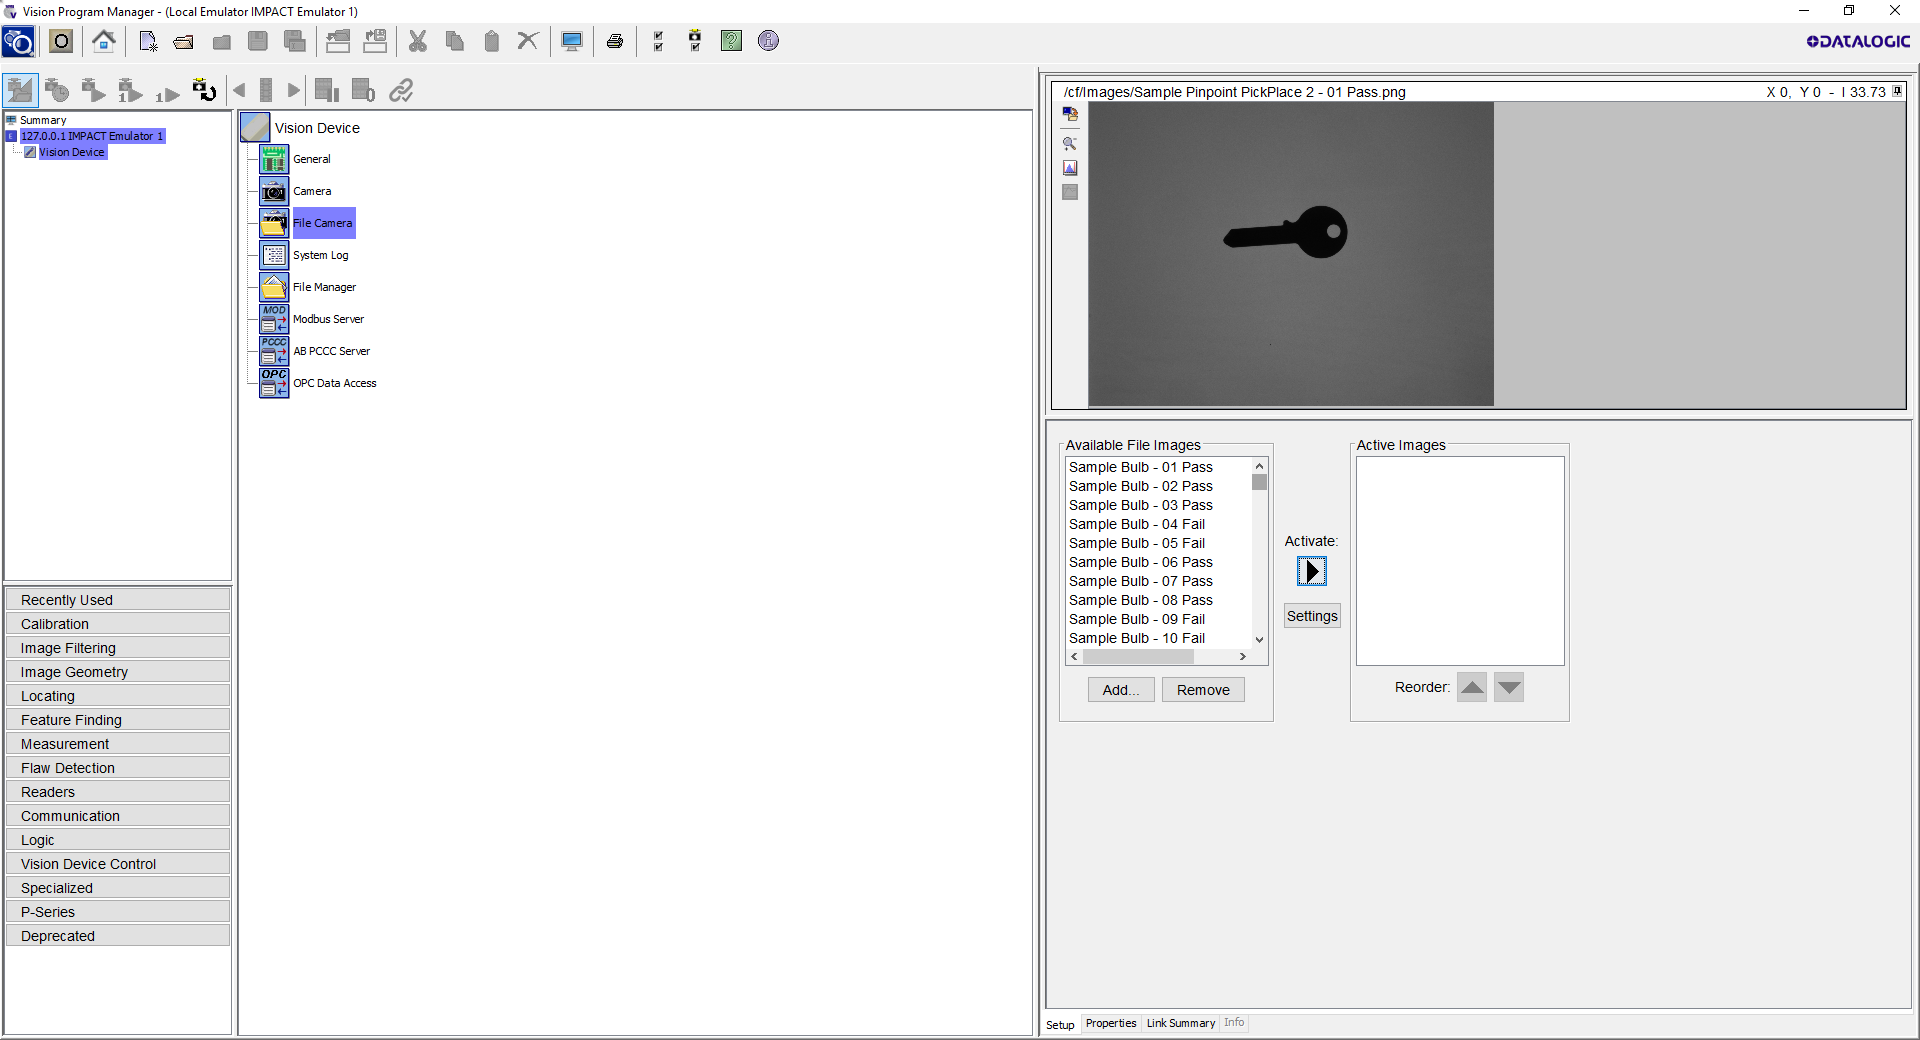 Vision Program Manager - (Local Emulator IMPACT Emulator 1)
DATALOGIC
Summary
127.0.0.1 IMPACT Emulator 1
Vision Device
Vision Device
General
Camera
File Camera
System Log
File Manager
MOD
Modbus Server
PCCC
AB PCCC Server
OPC
OPC Data Access
Recently Used
Calibration
Image Filtering
Image Geometry
Locating
Feature Finding
Measurement
Flaw Detection
Readers
Communication
Logic
Vision Device Control
Specialized
P-Series
Deprecated
/cf/Images/Sample Pinpoint PickPlace 2 - 01 Pass.png
X 0, Y 0 - I 33.73
Available File Images
Sample Bulb - 01 Pass
Sample Bulb - 02 Pass
Sample Bulb - 03 Pass
Sample Bulb - 04 Fail
Sample Bulb - 05 Fail
Sample Bulb - 06 Pass
Sample Bulb - 07 Pass
Sample Bulb - 08 Pass
Sample Bulb - 09 Fail
Sample Bulb - 10 Fail
Add...
Remove
Activate:
Settings
Active Images
Reorder:
Setup
Properties
Link Summary
Info